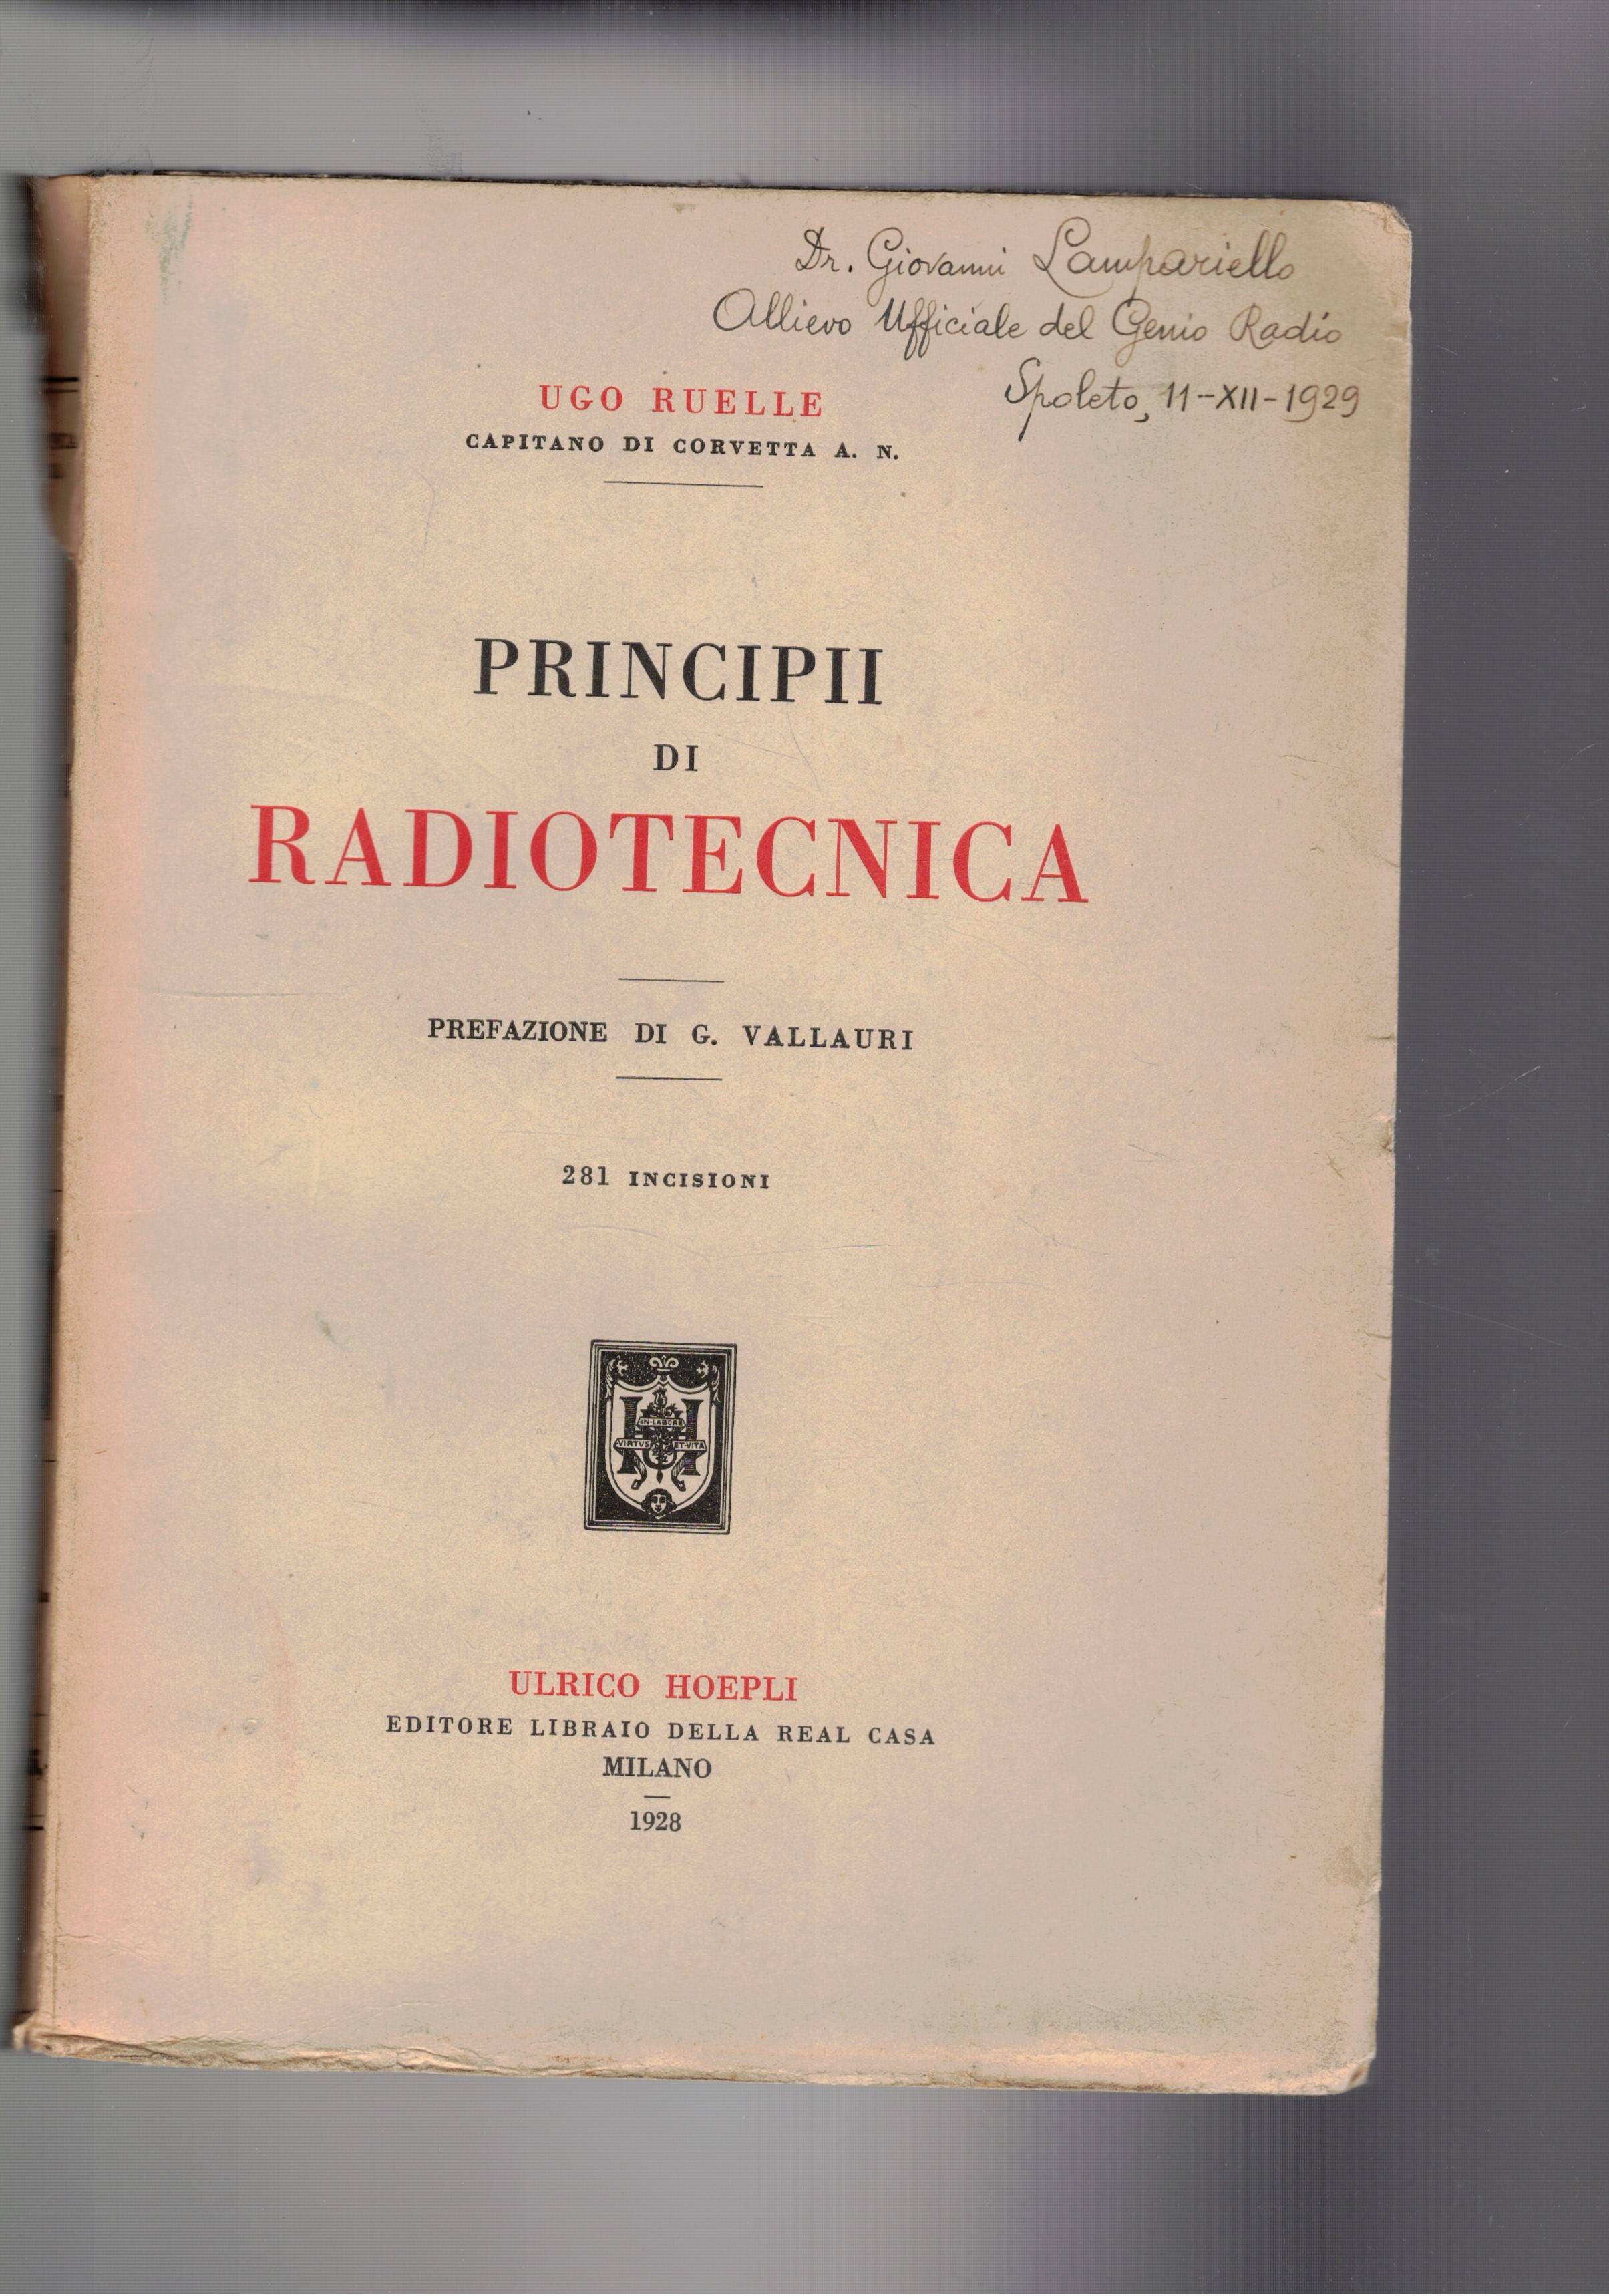 Dr. Giovanni Lampariello
Allievo Ufficiale del Genio Radio
Spoleto, 11-XII-1929
UGO RUELLE
CAPITANO DI CORVETTA A. N.
PRINCIPII
DI
RADIOTECNICA
PREFAZIONE DI G. VALLAURI
281 INCISIONI
IN·LABORE
VIRTUS ET·VITA
ULRICO HOEPLI
EDITORE LIBRAIO DELLA REAL CASA
MILANO
1928